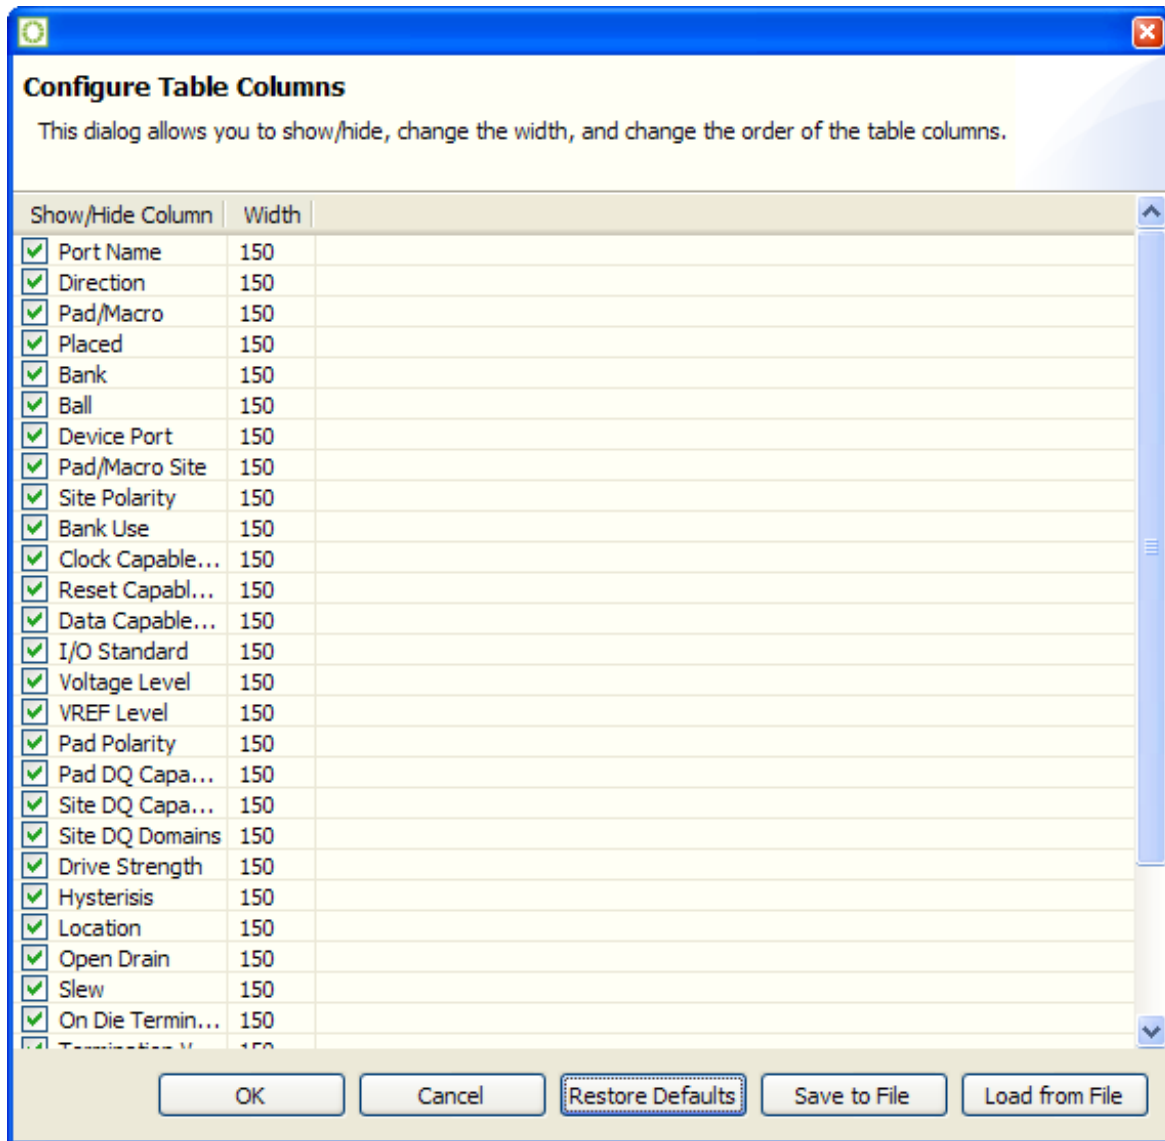 Configure Table Columns
This dialog allows you to show/hide, change the width, and change the order of the table columns.
Show/Hide Column Width
Port Name 150
Direction 150
Pad/Macro 150
Placed 150
Bank 150
Ball 150
Device Port 150
Pad/Macro Site 150
Site Polarity 150
Bank Use 150
Clock Capable... 150
Reset Capabl... 150
Data Capable... 150
I/O Standard 150
Voltage Level 150
VREF Level 150
Pad Polarity 150
Pad DQ Capa... 150
Site DQ Capa... 150
Site DQ Domains 150
Drive Strength 150
Hysterisis 150
Location 150
Open Drain 150
Slew 150
On Die Termin... 150
OK Cancel Restore Defaults Save to File Load from File